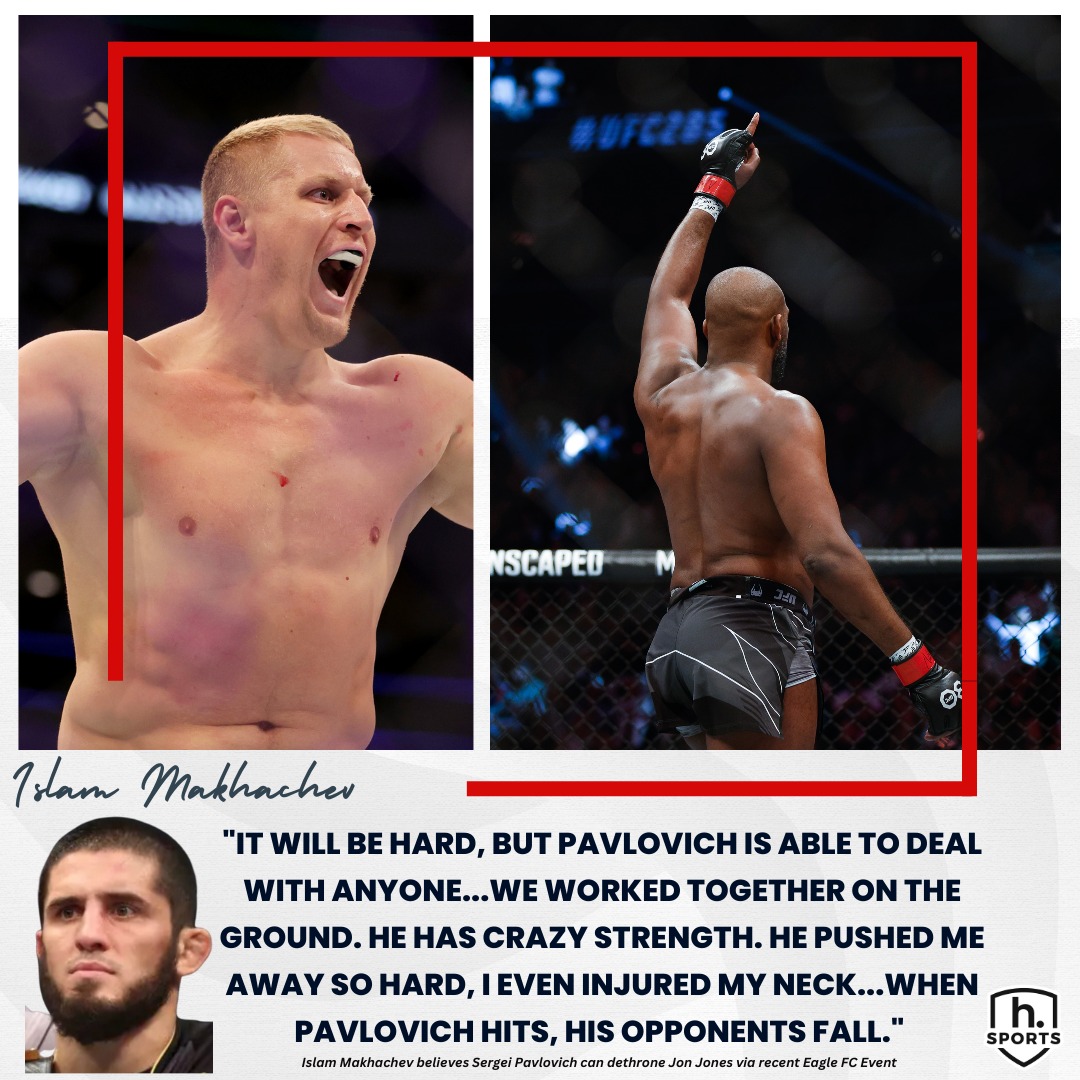 #UFC285
NSCAPED
M
UFC
Islam Makhachev
"IT WILL BE HARD, BUT PAVLOVICH IS ABLE TO DEAL
WITH ANYONE...WE WORKED TOGETHER ON THE
GROUND. HE HAS CRAZY STRENGTH. HE PUSHED ME
AWAY SO HARD, I EVEN INJURED MY NECK...WHEN
PAVLOVICH HITS, HIS OPPONENTS FALL."
Islam Makhachev believes Sergei Pavlovich can dethrone Jon Jones via recent Eagle FC Event
h.
SPORTS